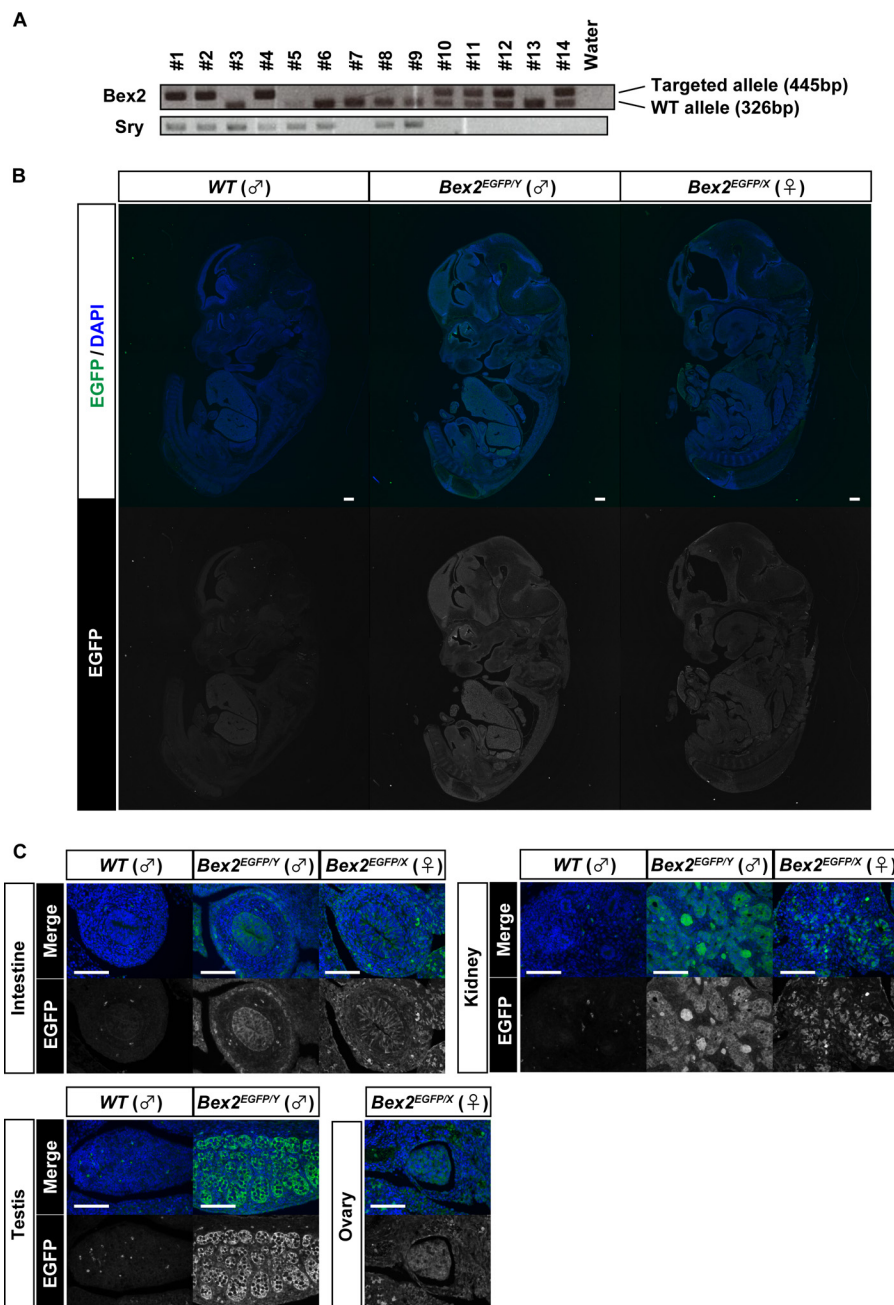 A
#1 #2 #3 #4 #5 #6 #7 #8 #9 #10 #11 #12 #13 #14 Water
Bex2
Targeted allele (445bp)
WT allele (326bp)
Sry
B
WT (♂) Bex2EGFP/Y (♂) Bex2EGFP/X (♀)
EGFP / DAPI
EGFP
C
WT (♂) Bex2EGFP/Y (♂) Bex2EGFP/X (♀)
Intestine
Merge
EGFP
WT (♂) Bex2EGFP/Y (♂) Bex2EGFP/X (♀)
Kidney
Merge
EGFP
WT (♂) Bex2EGFP/Y (♂)
Testis
Merge
EGFP
Bex2EGFP/X (♀)
Ovary